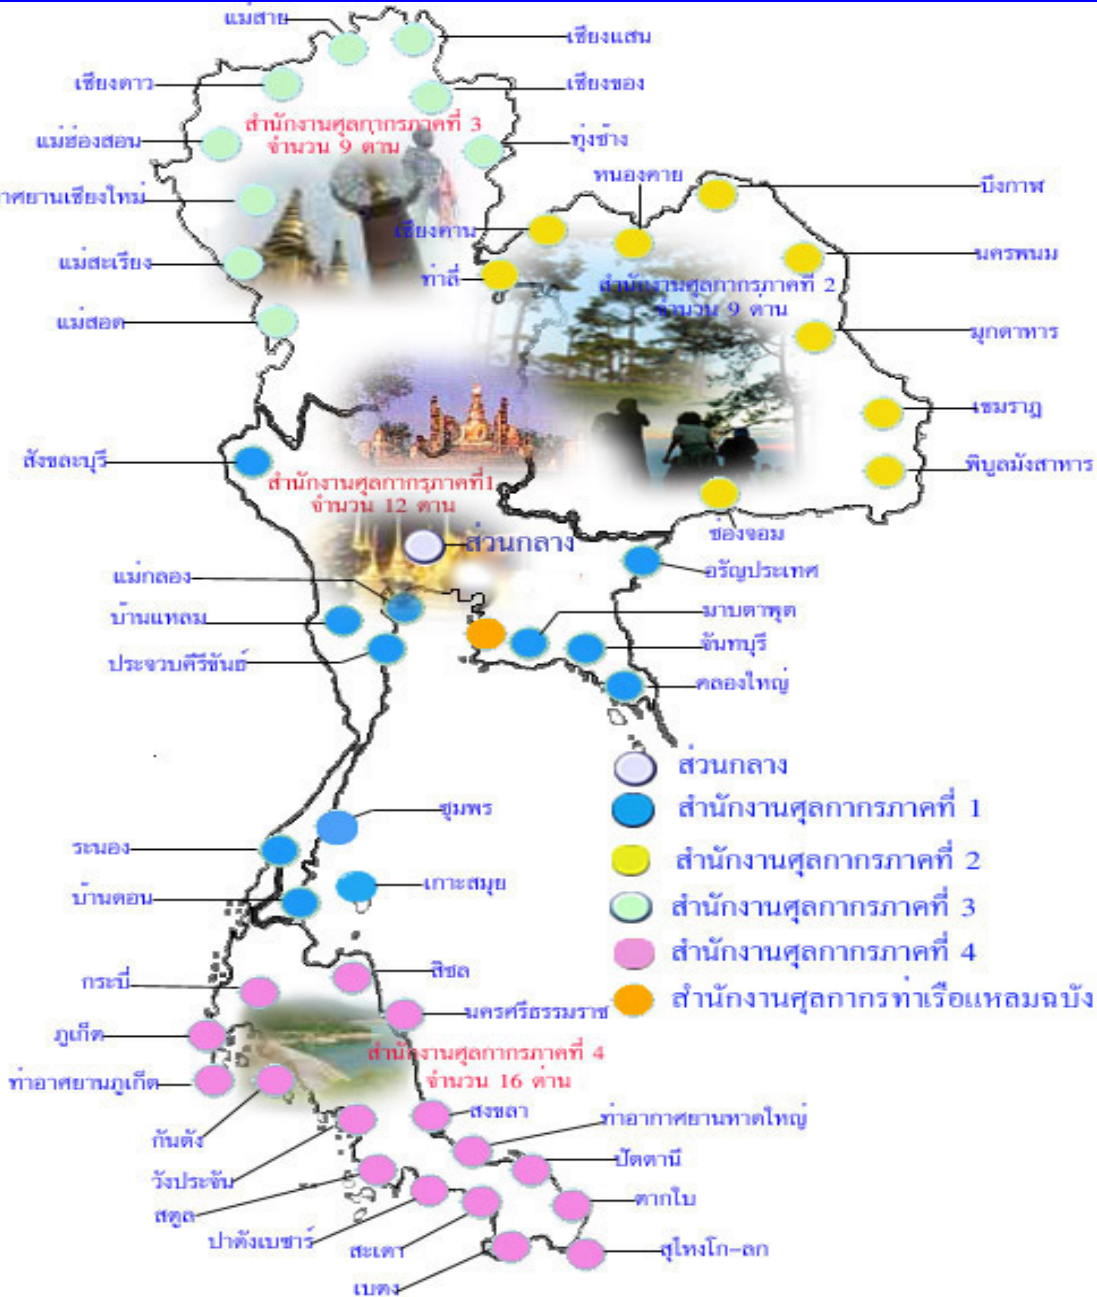 แม่สาย
เชียงแสน
เชียงดาว
เชียงของ
สำนักงานศุลกากรภาคที่ 3
จำนวน 9 ด่าน
แม่ฮ่องสอน
ทุ่งช้าง
หนองคาย
บึงกาฬ
าศยานเชียงใหม่
เชียงคาน
นครพนม
แม่สะเรียง
ท่าลี่
สำนักงานศุลกากรภาคที่ 2
จำนวน 9 ด่าน
แม่สอด
มุกดาหาร
เขมราฎ
สังขละบุรี
พิบูลมังสาหาร
สำนักงานศุลกากรภาคที่1
จำนวน 12 ด่าน
ช่องจอม
ส่วนกลาง
อรัญประเทศ
แม่กลอง
บ้านแหลม
มาบตาพุด
ประจวบคีรีขันธ์
จันทบุรี
คลองใหญ่
ส่วนกลาง
สำนักงานศุลกากรภาคที่ 1
สำนักงานศุลกากรภาคที่ 2
สำนักงานศุลกากรภาคที่ 3
สำนักงานศุลกากรภาคที่ 4
สำนักงานศุลกากรท่าเรือแหลมฉบัง
ชุมพร
ระนอง
เกาะสมุย
บ้านดอน
สิชล
กระบี่
นครศรีธรรมราช
ภูเก็ต
สำนักงานศุลกากรภาคที่ 4
จำนวน 16 ด่าน
ท่าอาศยานภูเก็ต
สงขลา
ท่าอากาศยานหาดใหญ่
กันตัง
ปัตตานี
วังประจัน
ตากใบ
สตูล
ปาดังเบซาร์
สะเดา
สุไหงโก-ลก
เบตง